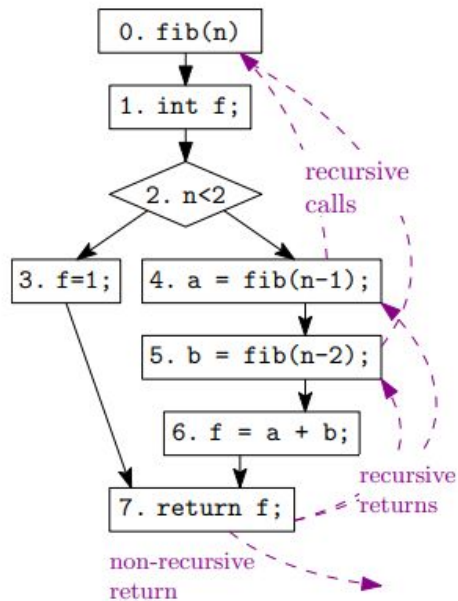 0. fib(n)
1. int f;
2. n<2
recursive
calls
3. f=1;
4. a = fib(n-1);
5. b = fib(n-2);
6. f = a + b;
recursive
returns
7. return f;
non-recursive
return